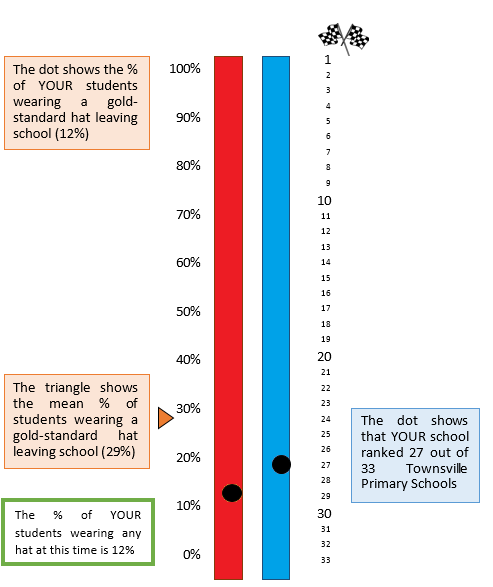 The dot shows the %
of YOUR students
wearing a gold-
standard hat leaving
school (12%)
100%
90%
80%
70%
60%
50%
40%
30%
20%
10%
0%
The triangle shows
the mean % of
students wearing a
gold-standard hat
leaving school (29%)
The % of YOUR
students wearing any
hat at this time is 12%
1
2
3
4
5
6
7
8
9
10
11
12
13
14
15
16
17
18
19
20
21
22
23
24
25
26
27
28
29
30
31
32
33
The dot shows
that YOUR school
ranked 27 out of
33 Townsville
Primary Schools